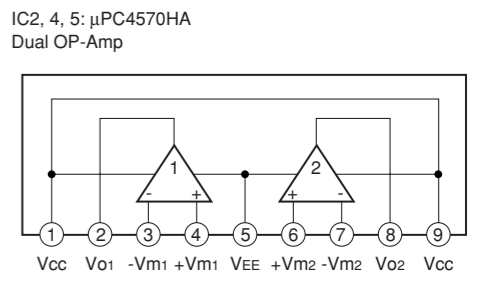 IC2, 4, 5: µPC4570HA
Dual OP-Amp
1 2
- + + -
1 2 3 4 5 6 7 8 9
Vcc Vo1 -Vm1 +Vm1 VEE +Vm2 -Vm2 Vo2 Vcc